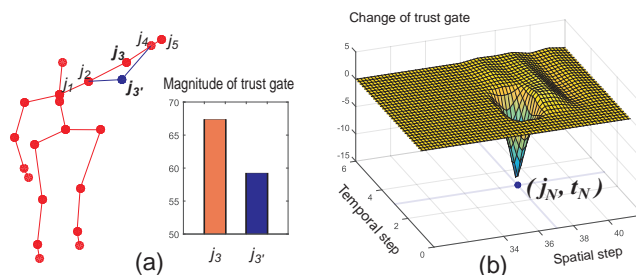 j4 j5
j3
j2
j1
j3'
Magnitude of trust gate
70
65
60
55
50
j3 j3'
(a)
Change of trust gate
5
0
-5
-10
-15
6
4
2
0
Temporal step
34
36
38
40
Spatial step
(jN, tN)
(b)